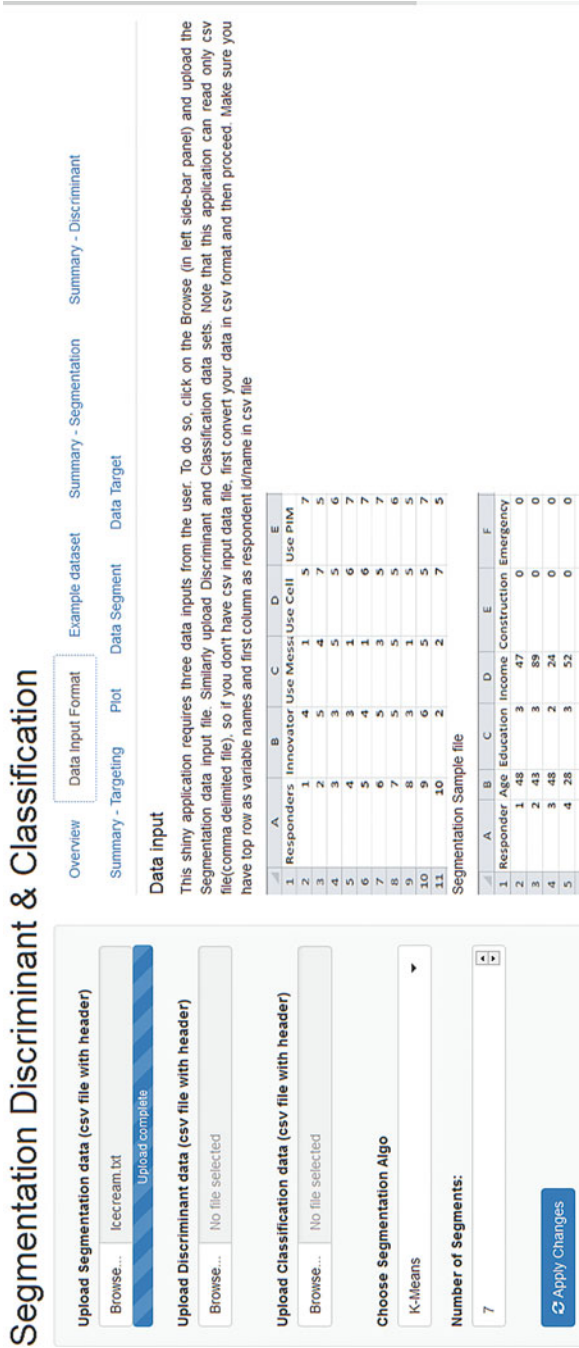 Segmentation Discriminant & Classification
Upload Segmentation data (csv file with header)
Browse... Icecream.txt
Upload complete
Upload Discriminant data (csv file with header)
Browse... No file selected
Upload Classification data (csv file with header)
Browse... No file selected
Choose Segmentation Algo
K-Means
Number of Segments:
7
Apply Changes
Overview Data Input Format Example dataset Summary - Segmentation Summary - Discriminant
Summary - Targeting Plot Data Segment Data Target
Data input
This shiny application requires three data inputs from the user. To do so, click on the Browse (in left side-bar panel) and upload the
Segmentation data input file. Similarly upload Discriminant and Classification data sets. Note that this application can read only csv
file(comma delimited file), so if you don't have csv input data file, first convert your data in csv format and then proceed. Make sure you
have top row as variable names and first column as respondent id/name in csv file
A B C D E
1 Responders Innovator Use Messa Use Cell Use PIM
2 1 4 1 5 7
3 2 5 4 7 5
4 3 3 5 5 6
5 4 3 1 6 7
6 5 4 1 6 7
7 6 5 3 5 7
8 7 5 5 5 6
9 8 3 1 5 5
10 9 6 5 5 7
11 10 2 2 7 5
Segmentation Sample file
A B C D E F
1 Responder Age Education Income Construction Emergency
2 1 48 3 47 0 0
3 2 43 3 89 0 0
4 3 48 2 24 0 0
5 4 28 3 52 0 0